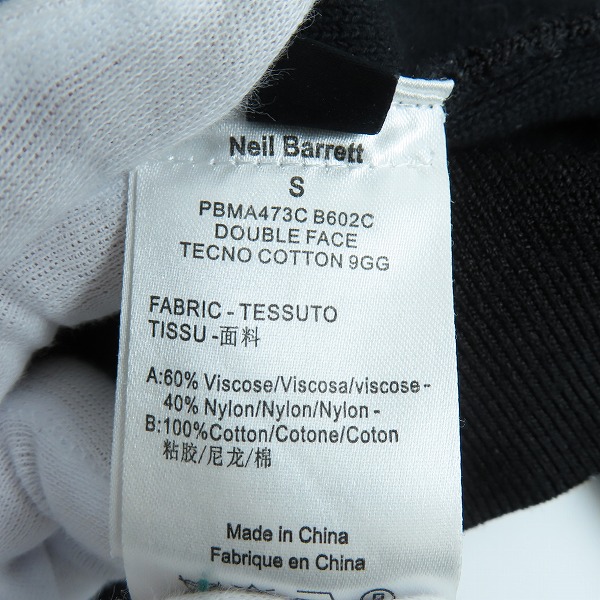 Neil Barrett
S
PBMA473C B602C
DOUBLE FACE
TECNO COTTON 9GG
FABRIC - TESSUTO
TISSU -面料
A:60% Viscose/Viscosa/viscose-
40% Nylon/Nylon/Nylon-
B:100%Cotton/Cotone/Coton
粘胶/尼龙/棉
Made in China
Fabrique en China